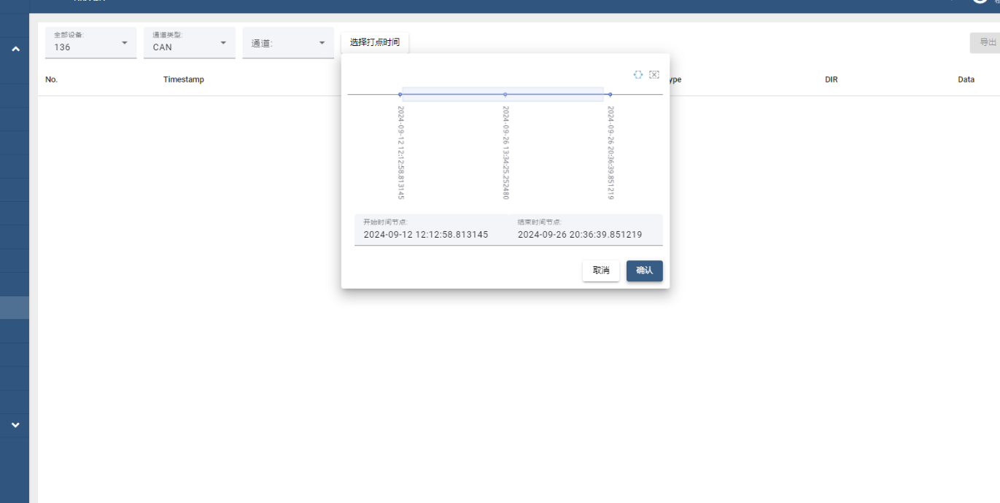 全部设备:
136
通道类型:
CAN
通道:
选择打点时间
导出
No.
Timestamp
ype
DIR
Data
2024-09-12 12:12:58.813145
2024-09-26 13:34:25.252480
2024-09-26 20:36:39.851219
开始时间节点:
2024-09-12 12:12:58.813145
结束时间节点:
2024-09-26 20:36:39.851219
取消
确认